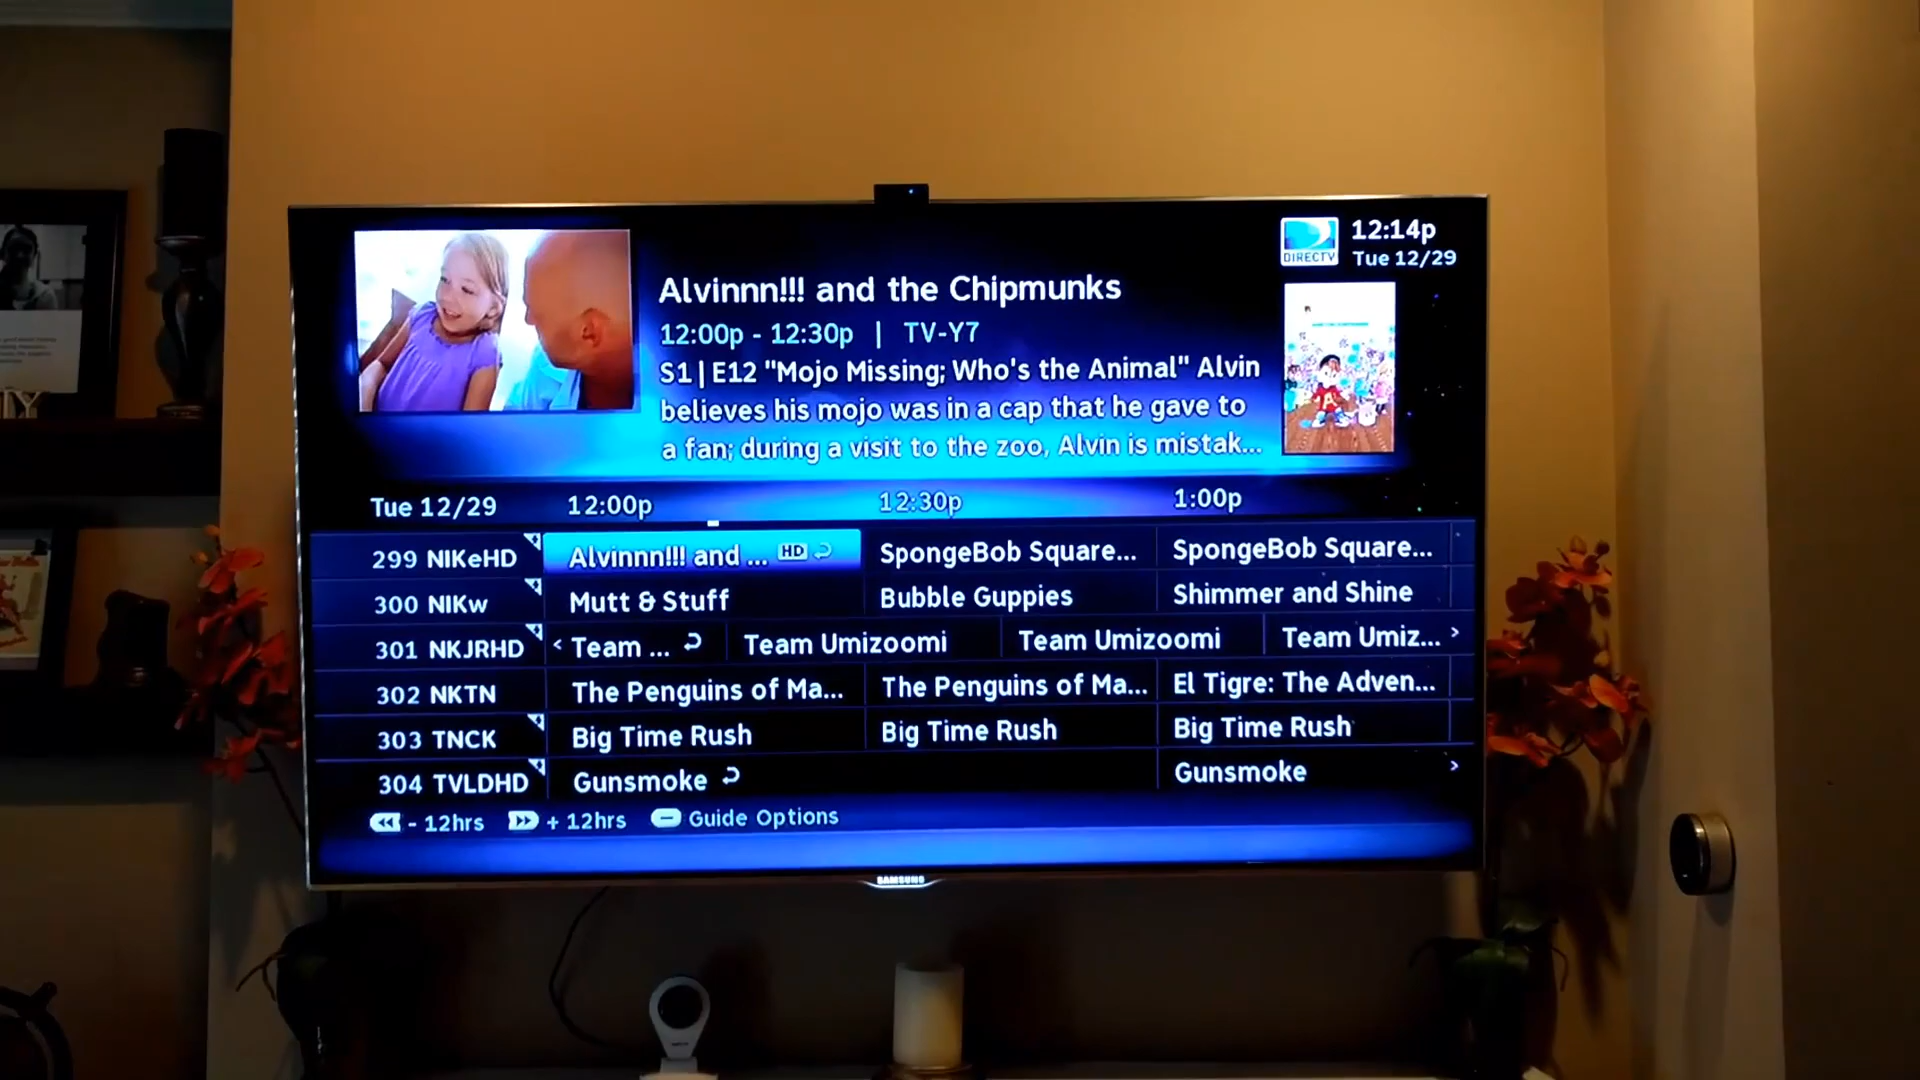 12:14p
DIRECTV
Tue 12/29
Alvinnn!!! and the Chipmunks
12:00p - 12:30p | TV-Y7
S1 | E12 "Mojo Missing; Who's the Animal" Alvin
believes his mojo was in a cap that he gave to
a fan; during a visit to the zoo, Alvin is mistak...
Tue 12/29 12:00p 12:30p 1:00p
299 NIKeHD Alvinnn!!! and ... HD SpongeBob Square... SpongeBob Square...
300 NIKw Mutt & Stuff Bubble Guppies Shimmer and Shine
301 NKJRHD < Team ... Team Umizoomi Team Umizoomi Team Umiz... >
302 NKTN The Penguins of Ma... The Penguins of Ma... El Tigre: The Adven...
303 TNCK Big Time Rush Big Time Rush Big Time Rush
304 TVLDHD Gunsmoke Gunsmoke >
- 12hrs + 12hrs Guide Options
SAMSUNG